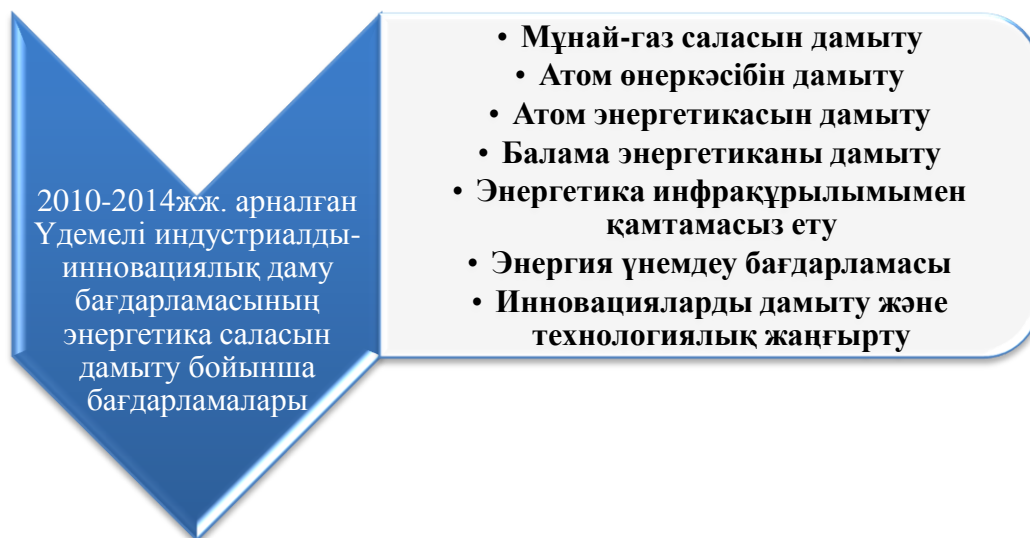 2010-2014жж. арналған
Үдемелі индустриалды-
инновациялық даму
бағдарламасының
энергетика саласын
дамыту бойынша
бағдарламалары
• Мұнай-газ саласын дамыту
• Атом өнеркәсібін дамыту
• Атом энергетикасын дамыту
• Балама энергетиканы дамыту
• Энергетика инфрақұрылымымен
қамтамасыз ету
• Энергия үнемдеу бағдарламасы
• Инновацияларды дамыту және
технологиялық жаңғырту